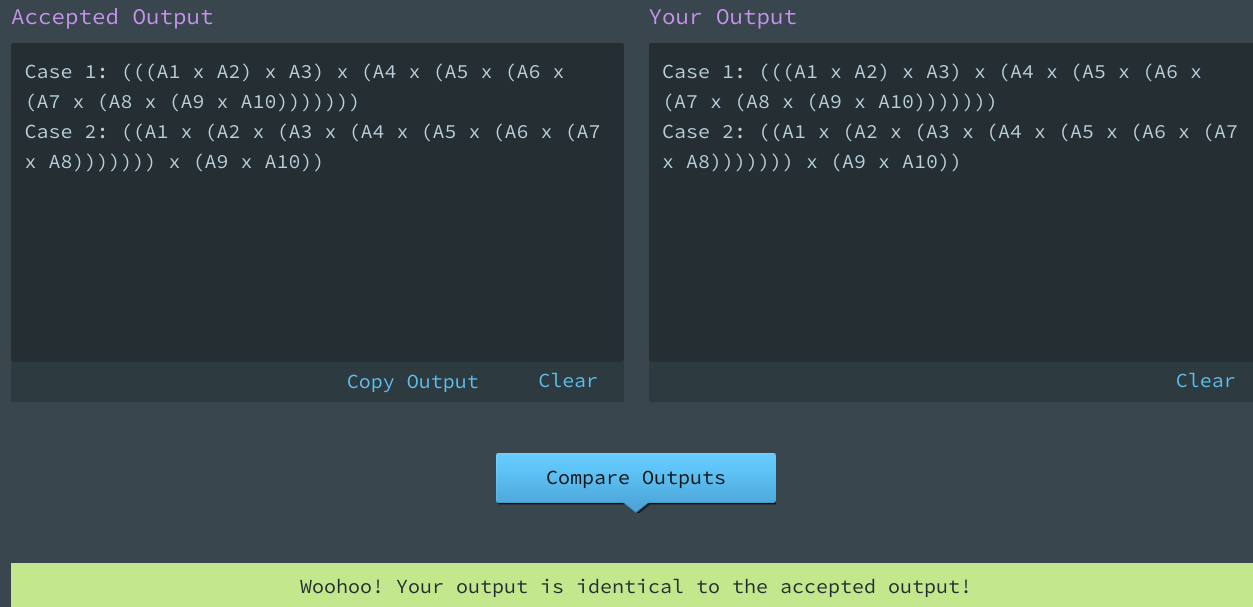 Accepted Output
Your Output
Case 1: (((A1 x A2) x A3) x (A4 x (A5 x (A6 x
(A7 x (A8 x (A9 x A10)))))))
Case 2: ((A1 x (A2 x (A3 x (A4 x (A5 x (A6 x (A7
x A8))))))) x (A9 x A10))
Case 1: (((A1 x A2) x A3) x (A4 x (A5 x (A6 x
(A7 x (A8 x (A9 x A10)))))))
Case 2: ((A1 x (A2 x (A3 x (A4 x (A5 x (A6 x (A7
x A8))))))) x (A9 x A10))
Copy Output
Clear
Clear
Compare Outputs
Woohoo! Your output is identical to the accepted output!